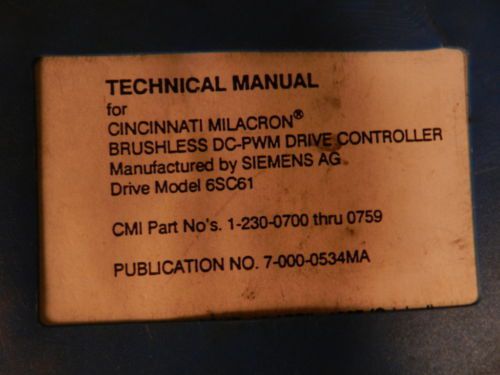 TECHNICAL MANUAL
for
CINCINNATI MILACRON®
BRUSHLESS DC-PWM DRIVE CONTROLLER
Manufactured by SIEMENS AG
Drive Model 6SC61
CMI Part No's. 1-230-0700 thru 0759
PUBLICATION NO. 7-000-0534MA